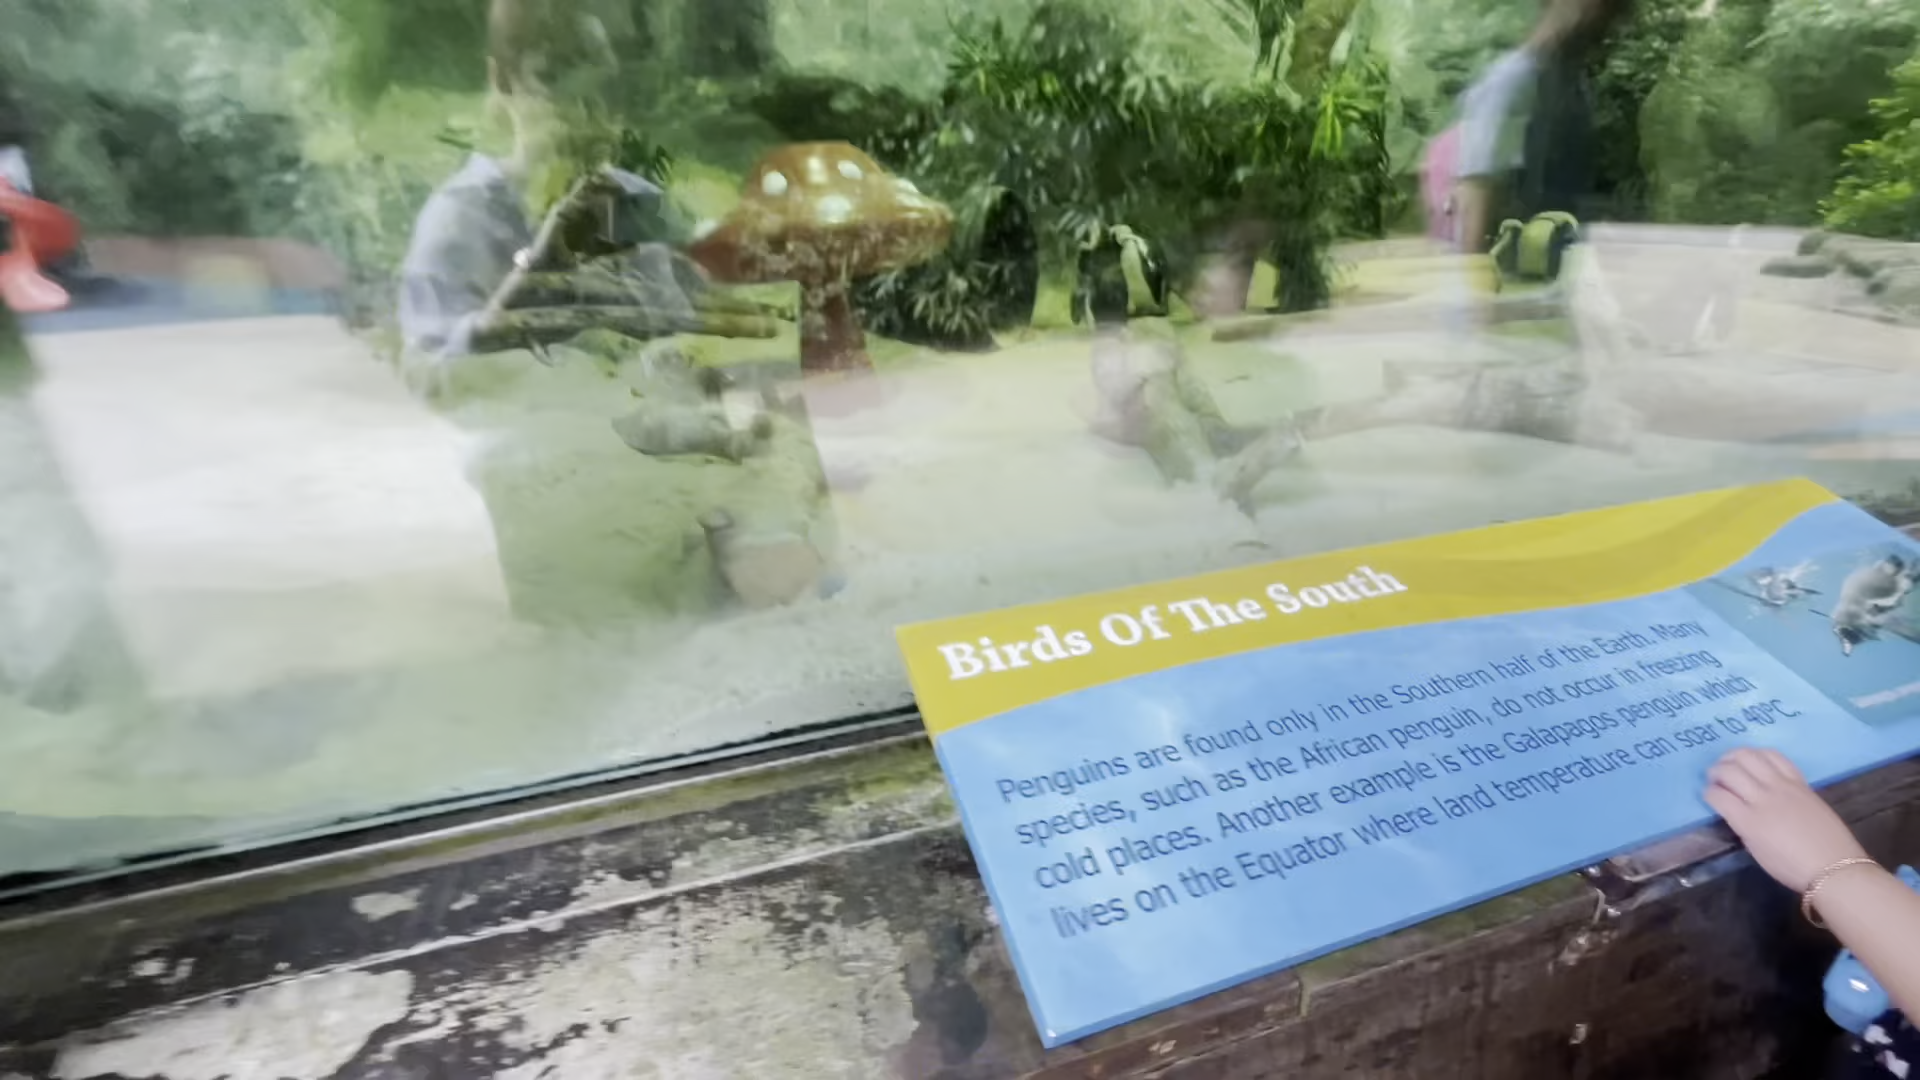 Birds Of The South
Penguins are found only in the Southern half of the Earth. Many
species, such as the African penguin, do not occur in freezing
cold places. Another example is the Galapagos penguin which
lives on the Equator where land temperature can soar to 40°C.